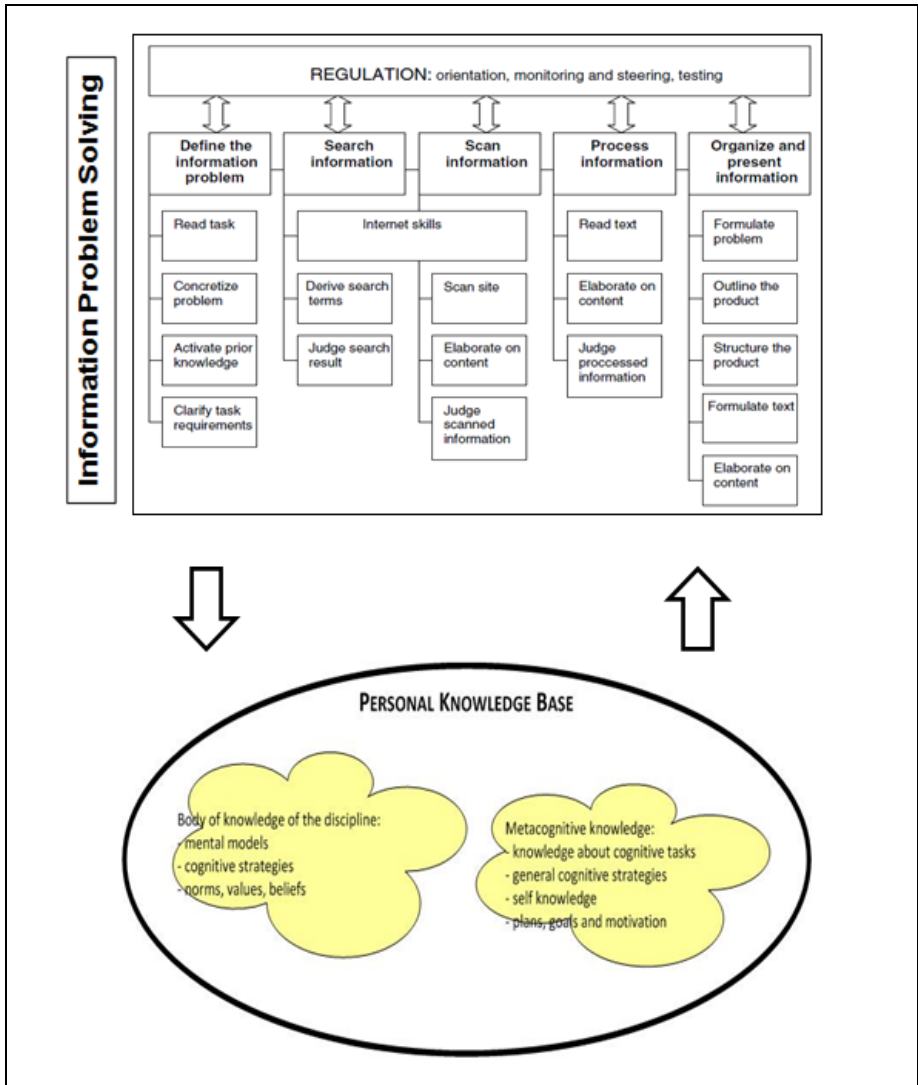 Information Problem Solving
REGULATION: orientation, monitoring and steering, testing
Define the
information
problem
Read task
Concretize
problem
Activate prior
knowledge
Clarify task
requirements
Search
information
Scan
information
Internet skills
Derive search
terms
Judge search
result
Scan site
Elaborate on
content
Judge
scanned
information
Process
information
Read text
Elaborate on
content
Judge
proccessed
information
Organize and
present
information
Formulate
problem
Outline the
product
Structure the
product
Formulate text
Elaborate on
content
PERSONAL KNOWLEDGE BASE
Body of knowledge of the discipline:
- mental models
- cognitive strategies
- norms, values, beliefs
Metacognitive knowledge:
- knowledge about cognitive tasks
- general cognitive strategies
- self knowledge
- plans, goals and motivation